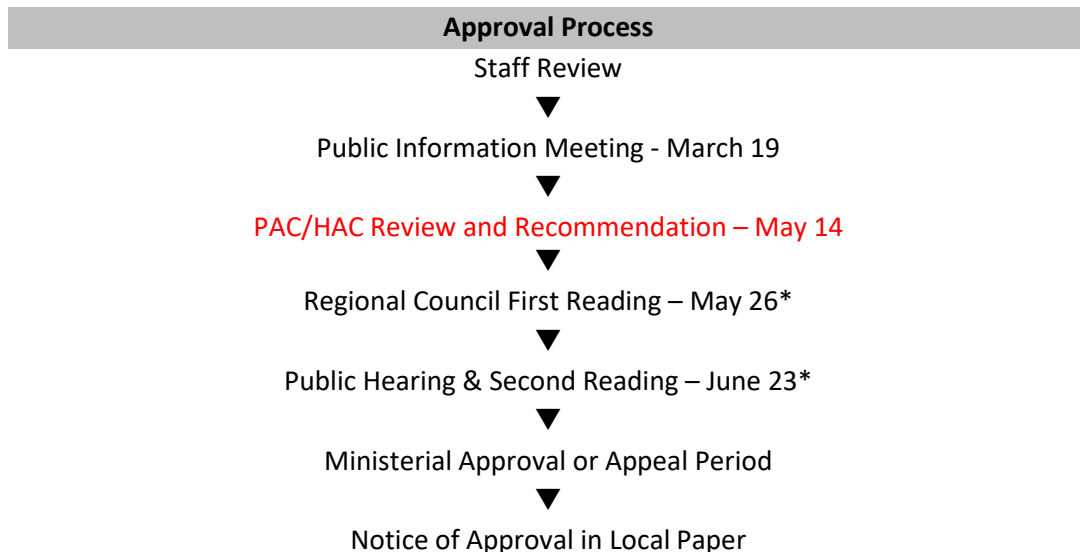 Approval Process
Staff Review
Public Information Meeting - March 19
PAC/HAC Review and Recommendation – May 14
Regional Council First Reading – May 26*
Public Hearing & Second Reading – June 23*
Ministerial Approval or Appeal Period
Notice of Approval in Local Paper